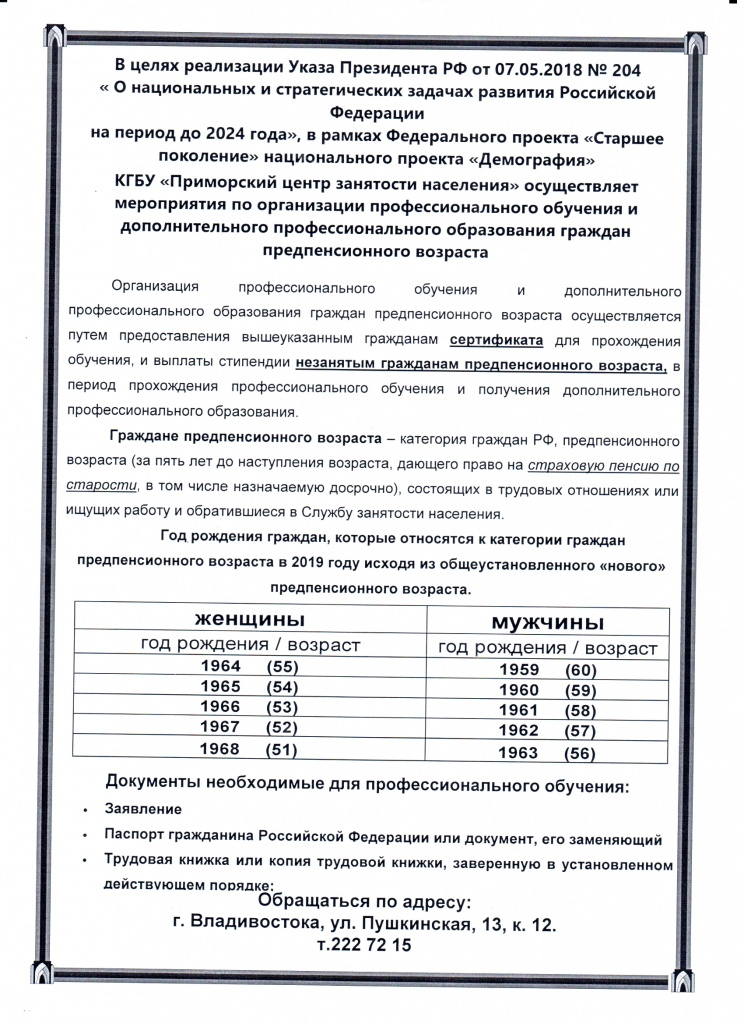 В целях реализации Указа Президента РФ от 07.05.2018 № 204
« О национальных и стратегических задачах развития Российской
Федерации
на период до 2024 года», в рамках Федерального проекта «Старшее
поколение» национального проекта «Демография»
КГБУ «Приморский центр занятости населения» осуществляет
мероприятия по организации профессионального обучения и
дополнительного профессионального образования граждан
предпенсионного возраста
Организация профессионального обучения и дополнительного
профессионального образования граждан предпенсионного возраста осуществляется
путем предоставления вышеуказанным гражданам сертификата для прохождения
обучения, и выплаты стипендии незанятым гражданам предпенсионного возраста, в
период прохождения профессионального обучения и получения дополнительного
профессионального образования.
Граждане предпенсионного возраста – категория граждан РФ, предпенсионного
возраста (за пять лет до наступления возраста, дающего право на страховую пенсию по
старости, в том числе назначаемую досрочно), состоящих в трудовых отношениях или
ищущих работу и обратившиеся в Службу занятости населения.
Год рождения граждан, которые относятся к категории граждан
предпенсионного возраста в 2019 году исходя из общеустановленного «нового»
предпенсионного возраста.
женщины мужчины
год рождения / возраст год рождения / возраст
1964 (55) 1959 (60)
1965 (54) 1960 (59)
1966 (53) 1961 (58)
1967 (52) 1962 (57)
1968 (51) 1963 (56)
Документы необходимые для профессионального обучения:
• Заявление
• Паспорт гражданина Российской Федерации или документ, его заменяющий
• Трудовая книжка или копия трудовой книжки, заверенную в установленном
действующем порядке;
Обращаться по адресу:
г. Владивостока, ул. Пушкинская, 13, к. 12.
т.222 72 15